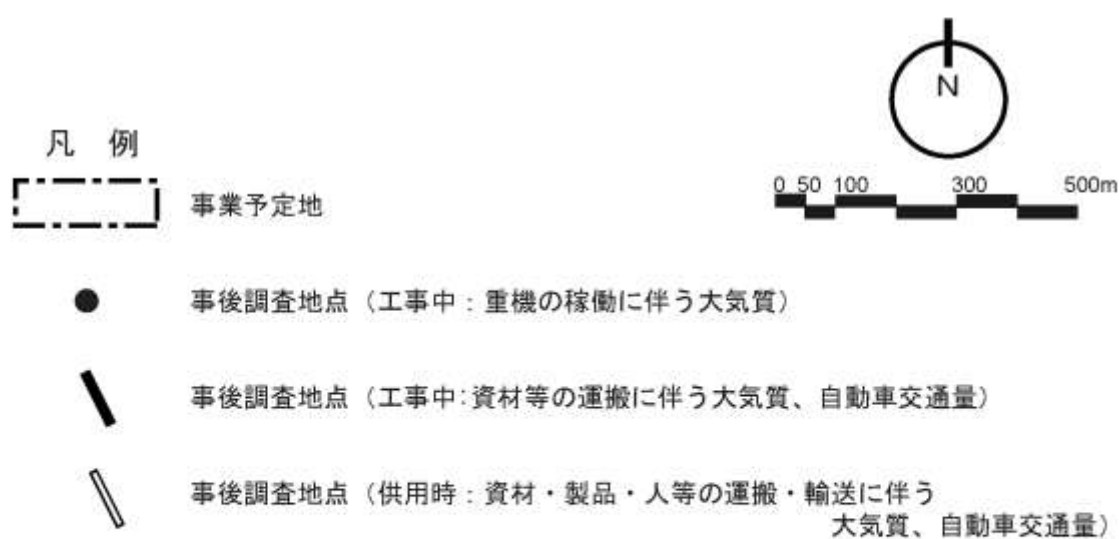 N
凡 例
0 50 100 300 500m
事業予定地
事後調査地点（工事中：重機の稼働に伴う大気質）
事後調査地点（工事中：資材等の運搬に伴う大気質、自動車交通量）
事後調査地点（供用時：資材・製品・人等の運搬・輸送に伴う
大気質、自動車交通量）